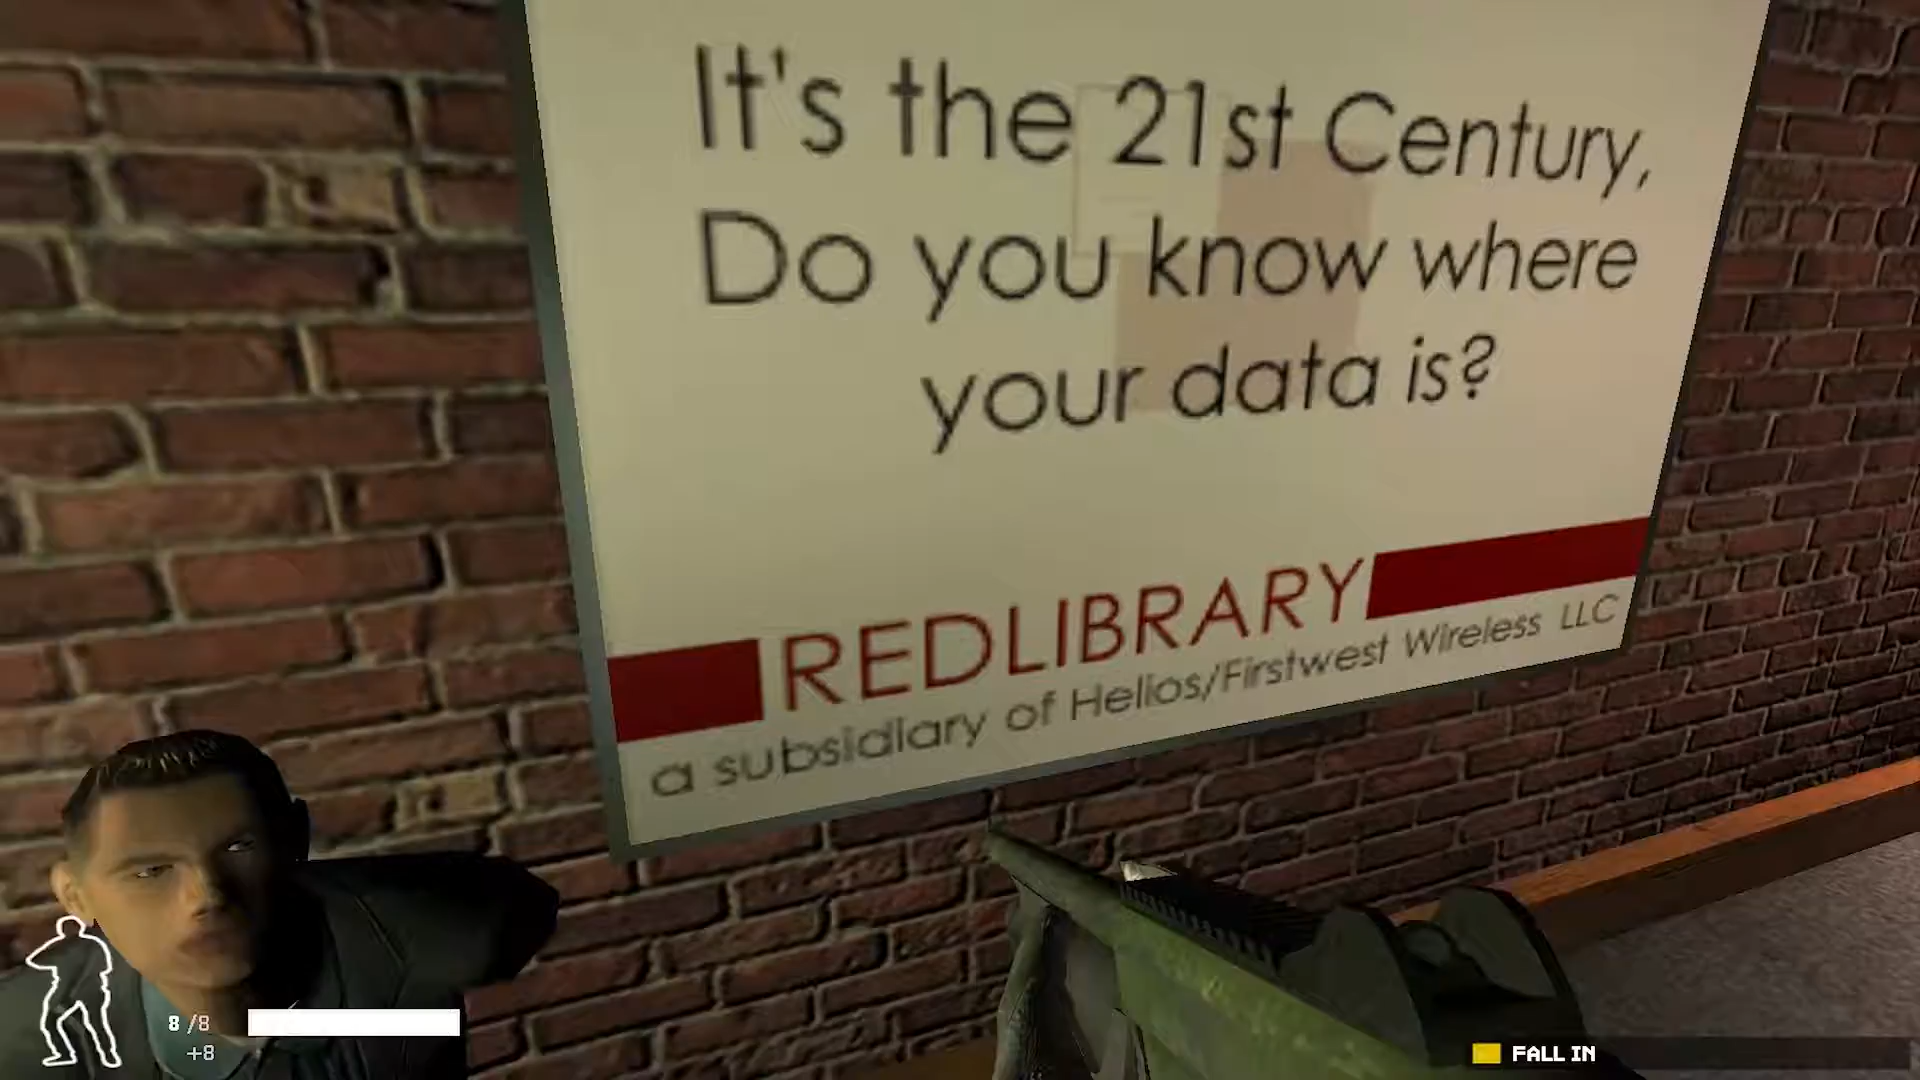 It's the 21st Century,
Do you know where
your data is?
REDLIBRARY
a subsidiary of Helios/Firstwest Wireless LLC
8 /8
+8
FALL IN